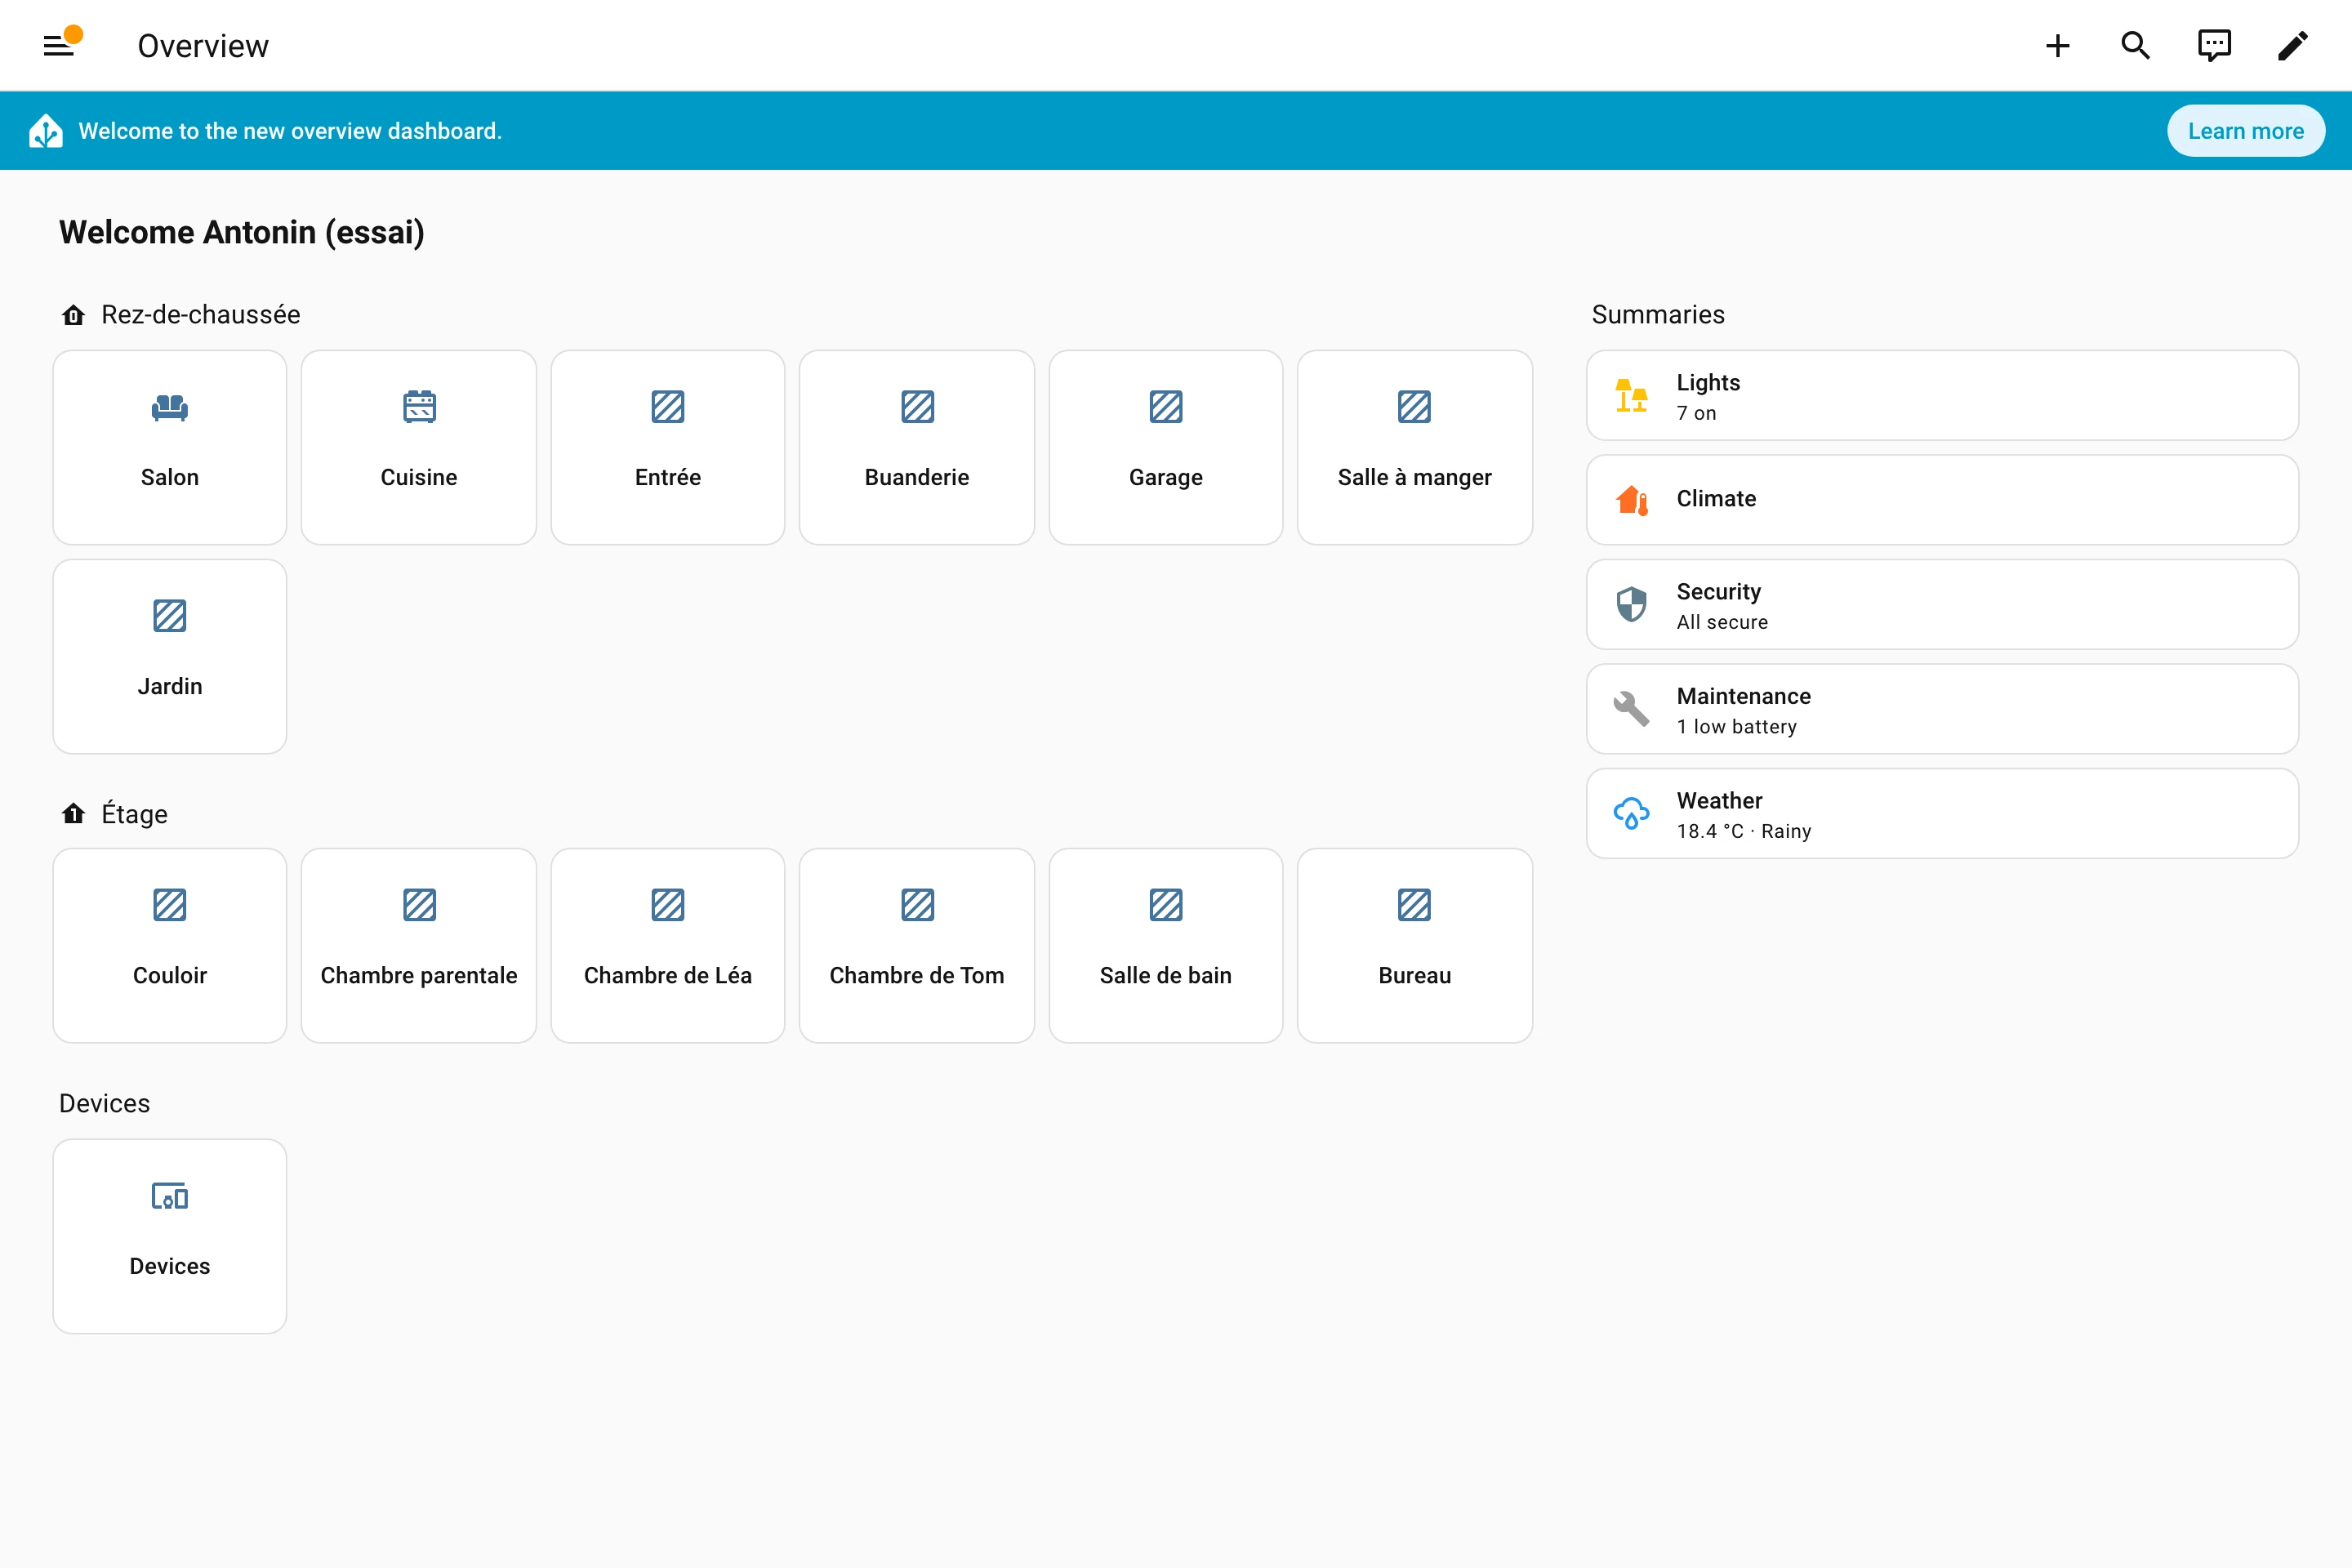 Overview
Welcome to the new overview dashboard.
Learn more
Welcome Antonin (essai)
Rez-de-chaussée
Salon
Cuisine
Entrée
Buanderie
Garage
Salle à manger
Jardin
Étage
Couloir
Chambre parentale
Chambre de Léa
Chambre de Tom
Salle de bain
Bureau
Devices
Devices
Summaries
Lights
7 on
Climate
Security
All secure
Maintenance
1 low battery
Weather
18.4 °C · Rainy